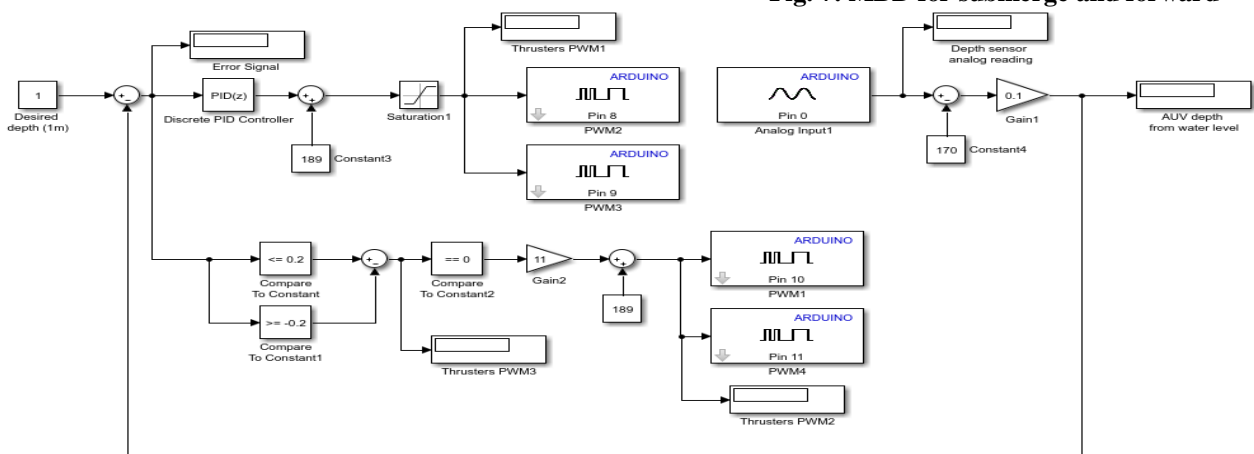 Fig. 7. MBD for submerge and forward
Error Signal
1
Desired
depth (1m)
PID(z)
Discrete PID Controller
189
Constant3
Saturation1
Thrusters PWM1
ARDUINO
Pin 8
PWM2
ARDUINO
Pin 9
PWM3
ARDUINO
Pin 0
Analog Input1
Depth sensor
analog reading
170
Constant4
0.1
Gain1
AUV depth
from water level
<= 0.2
Compare
To Constant
>= -0.2
Compare
To Constant1
Thrusters PWM3
== 0
Compare
To Constant2
11
Gain2
189
ARDUINO
Pin 10
PWM1
ARDUINO
Pin 11
PWM4
Thrusters PWM2